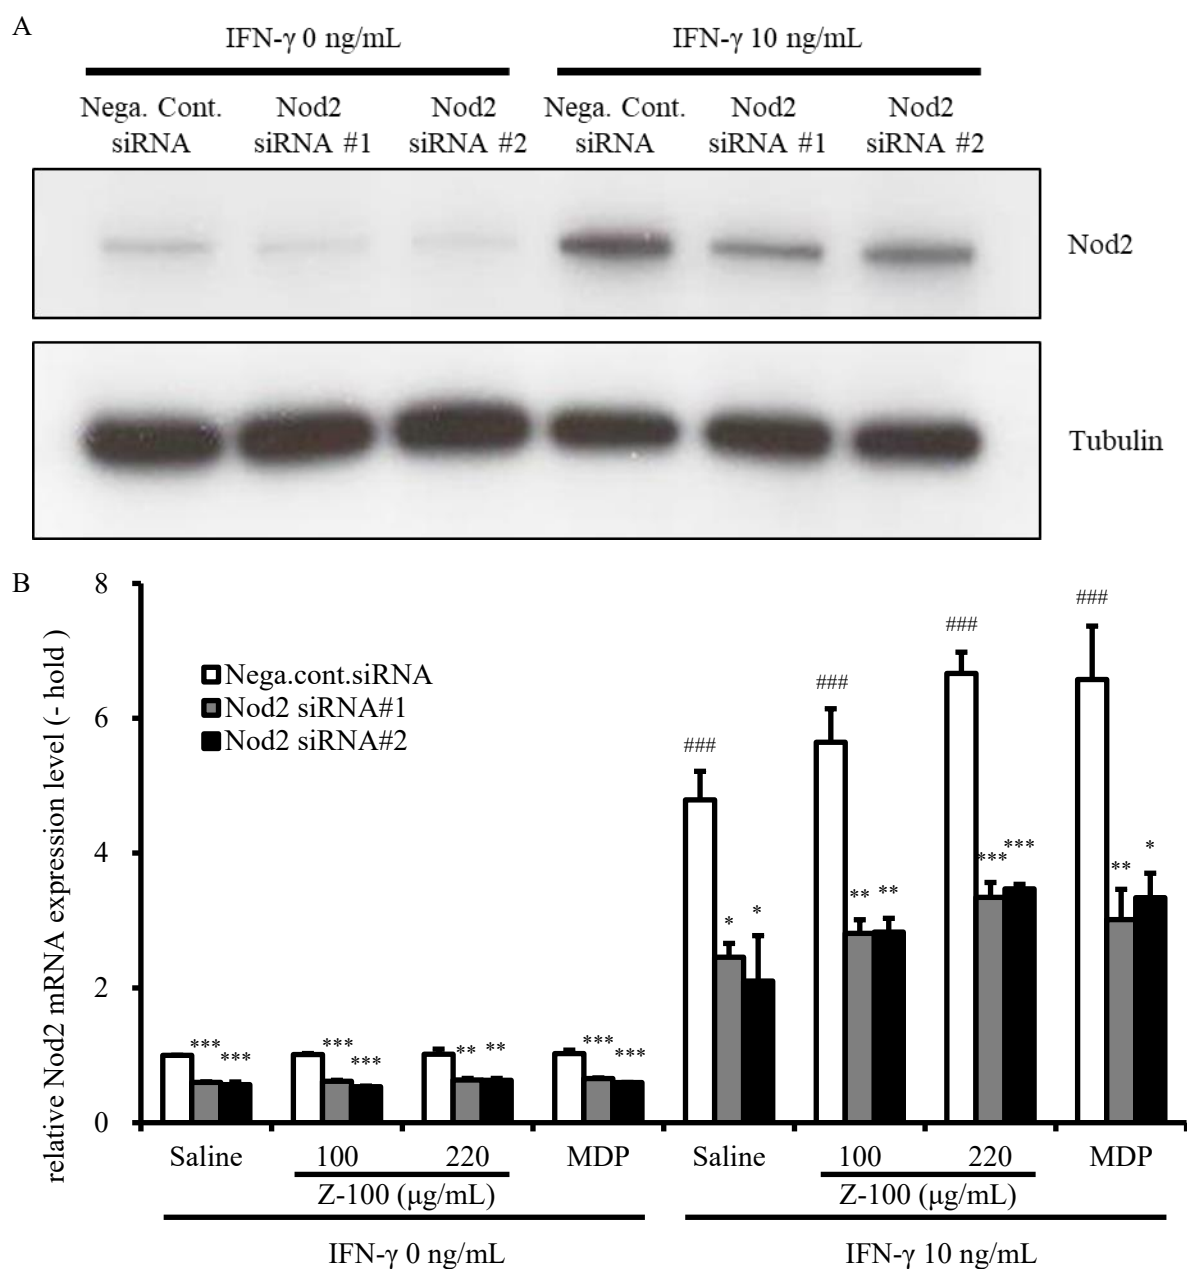 A
IFN-γ 0 ng/mL
IFN-γ 10 ng/mL
Nega. Cont.
siRNA
Nod2
siRNA #1
Nod2
siRNA #2
Nega. Cont.
siRNA
Nod2
siRNA #1
Nod2
siRNA #2
Nod2
Tubulin
B
relative Nod2 mRNA expression level (- hold )
8
6
4
2
0
Nega.cont.siRNA
Nod2 siRNA#1
Nod2 siRNA#2
*** ***
*** ***
** **
*** ***
###
* *
###
** **
###
*** ***
###
** *
Saline
100
220
MDP
Saline
100
220
MDP
Z-100 (μg/mL)
Z-100 (μg/mL)
IFN-γ 0 ng/mL
IFN-γ 10 ng/mL